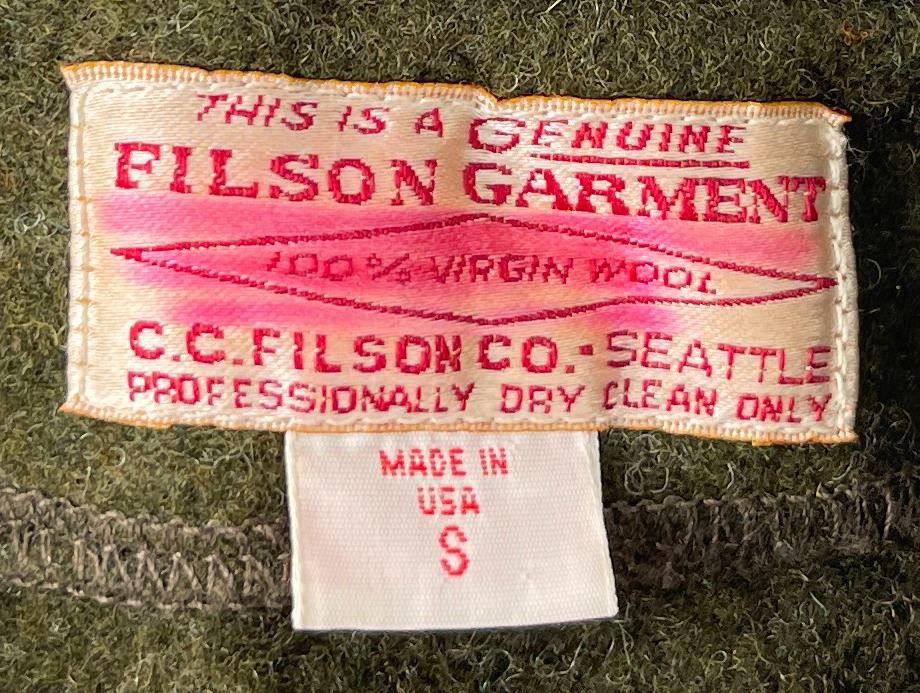 THIS IS A GENUINE
FILSON GARMENT
100% VIRGIN WOOL
C.C. FILSON CO. - SEATTLE
PROFESSIONALLY DRY CLEAN ONLY
MADE IN
USA
S